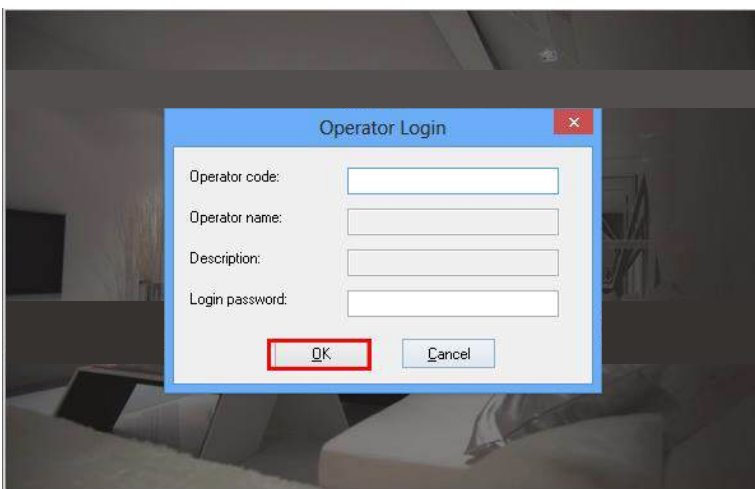 Operator Login
Operator code:
Operator name:
Description:
Login password:
OK
Cancel